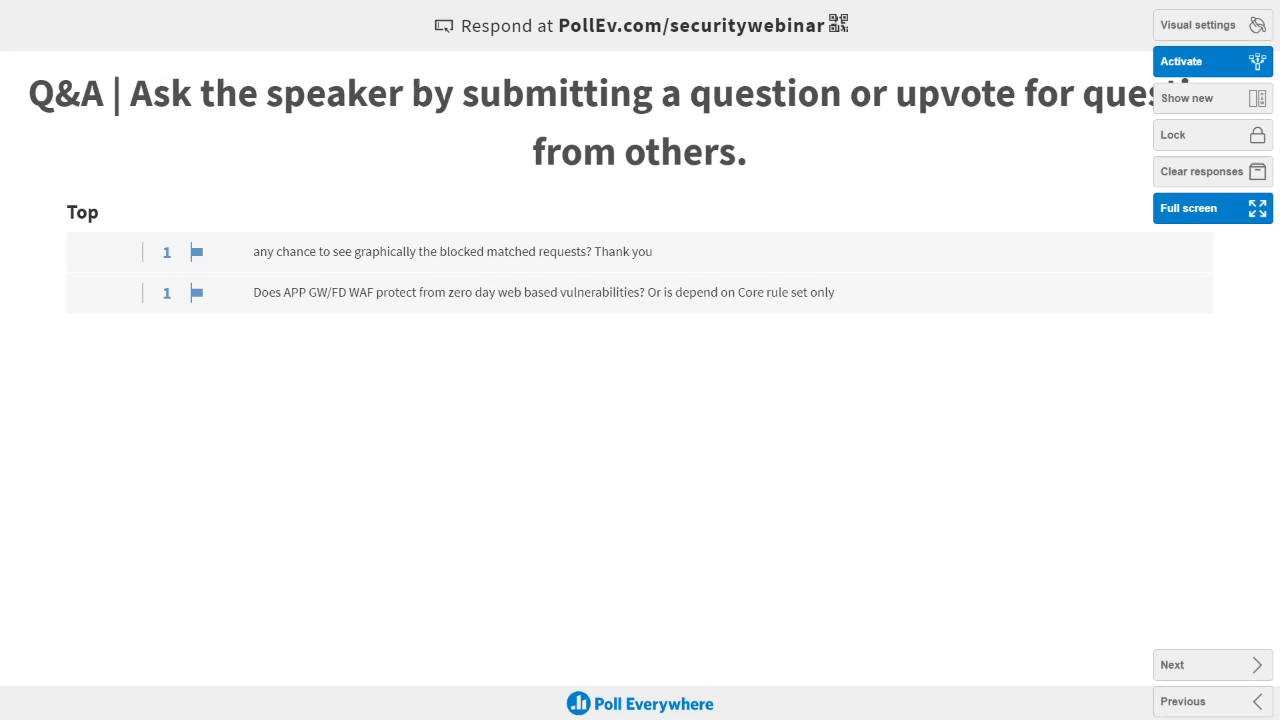 Respond at PollEv.com/securitywebinar
Visual settings
Activate
Q&A | Ask the speaker by submitting a question or upvote for
Show new
from others.
Lock
Clear responses
Top
Full screen
1 any chance to see graphically the blocked matched requests? Thank you
1 Does APP GW/FD WAF protect from zero day web based vulnerabilities? Or is depend on Core rule set only
Next
Previous
Poll Everywhere